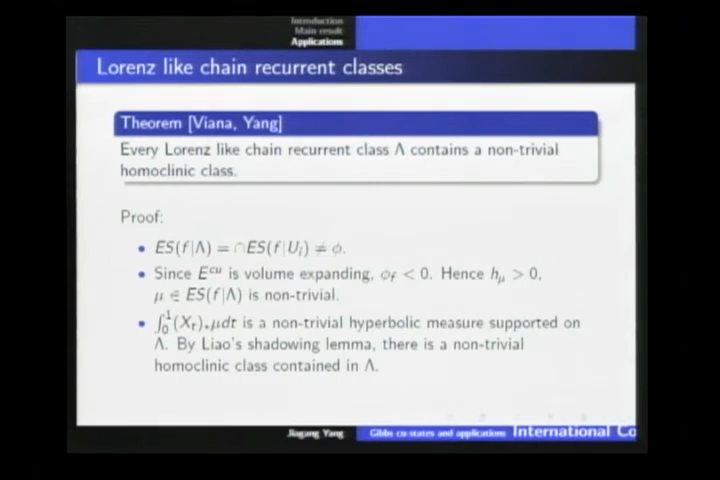 Introduction
Main result
Applications
Lorenz like chain recurrent classes
Theorem [Viana, Yang]
Every Lorenz like chain recurrent class Λ contains a non-trivial
homoclinic class.
Proof:
• ES(f|Λ) = ∩ES(f|U_i) ≠ ϕ.
• Since E^{cu} is volume expanding, ϕ_f < 0. Hence h_μ > 0,
μ ∈ ES(f|Λ) is non-trivial.
• ∫_0^1(X_t)_*μdt is a non-trivial hyperbolic measure supported on
Λ. By Liao's shadowing lemma, there is a non-trivial
homoclinic class contained in Λ.
Jiagang Yang Gibbs cu-states and applications International Co